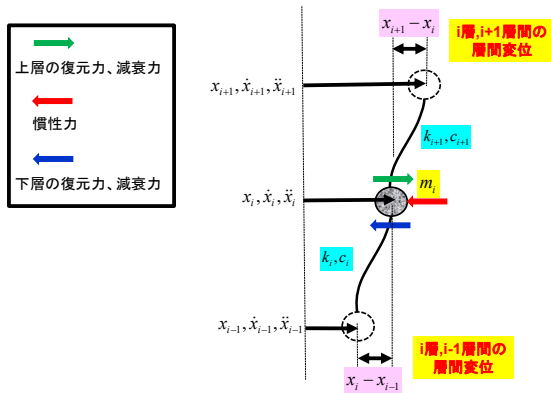 上層の復元力、減衰力
慣性力
下層の復元力、減衰力
x_{i+1} − x_i
i層,i+1層間の
層間変位
x_{i+1}, ẋ_{i+1}, ẍ_{i+1}
k_{i+1}, c_{i+1}
m_i
x_i, ẋ_i, ẍ_i
k_i, c_i
x_{i−1}, ẋ_{i−1}, ẍ_{i−1}
i層,i-1層間の
層間変位
x_i − x_{i−1}